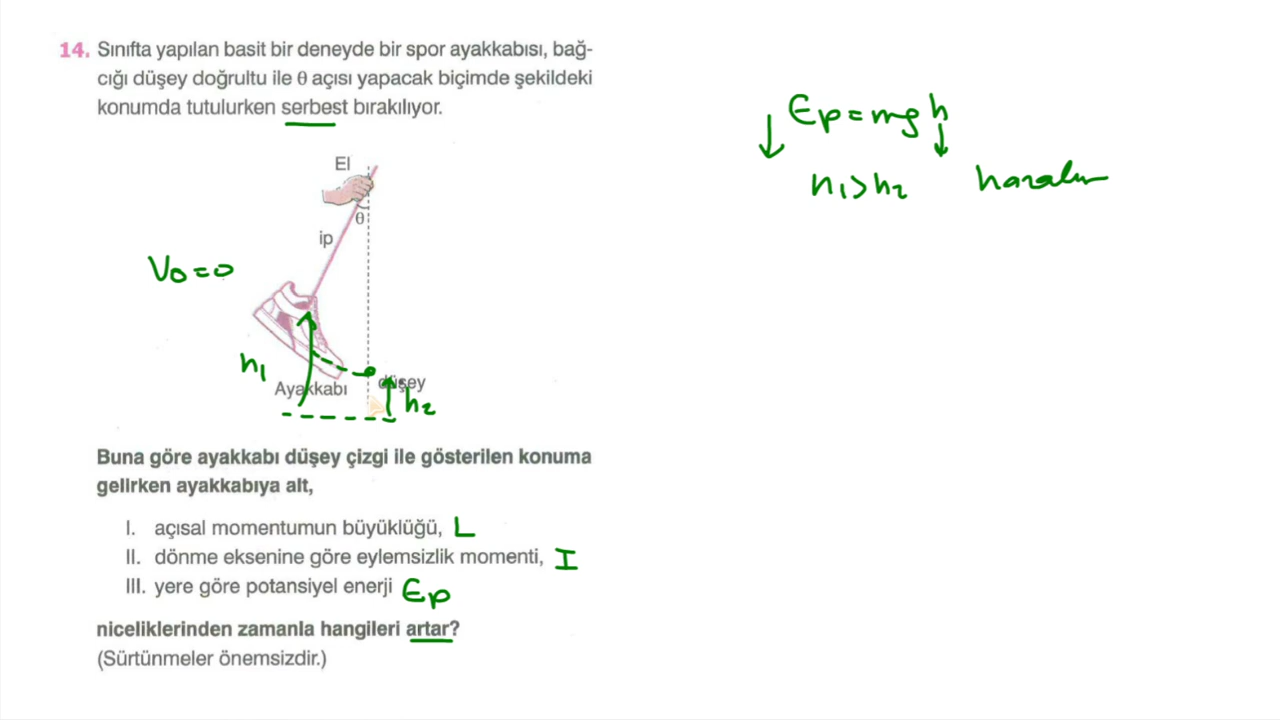 14. Sınıfta yapılan basit bir deneyde bir spor ayakkabısı, bağ-
cığı düşey doğrultu ile θ açısı yapacak biçimde şekildeki
konumda tutulurken serbest bırakılıyor.
El
θ
ip
V₀=0
h₁
Ayakkabı
düşey
h₂
Buna göre ayakkabı düşey çizgi ile gösterilen konuma
gelirken ayakkabıya ait,
I. açısal momentumun büyüklüğü, L
II. dönme eksenine göre eylemsizlik momenti, I
III. yere göre potansiyel enerji Ep
niceliklerinden zamanla hangileri artar?
(Sürtünmeler önemsizdir.)
↓ Ep=mgh ↓
h₁>h₂